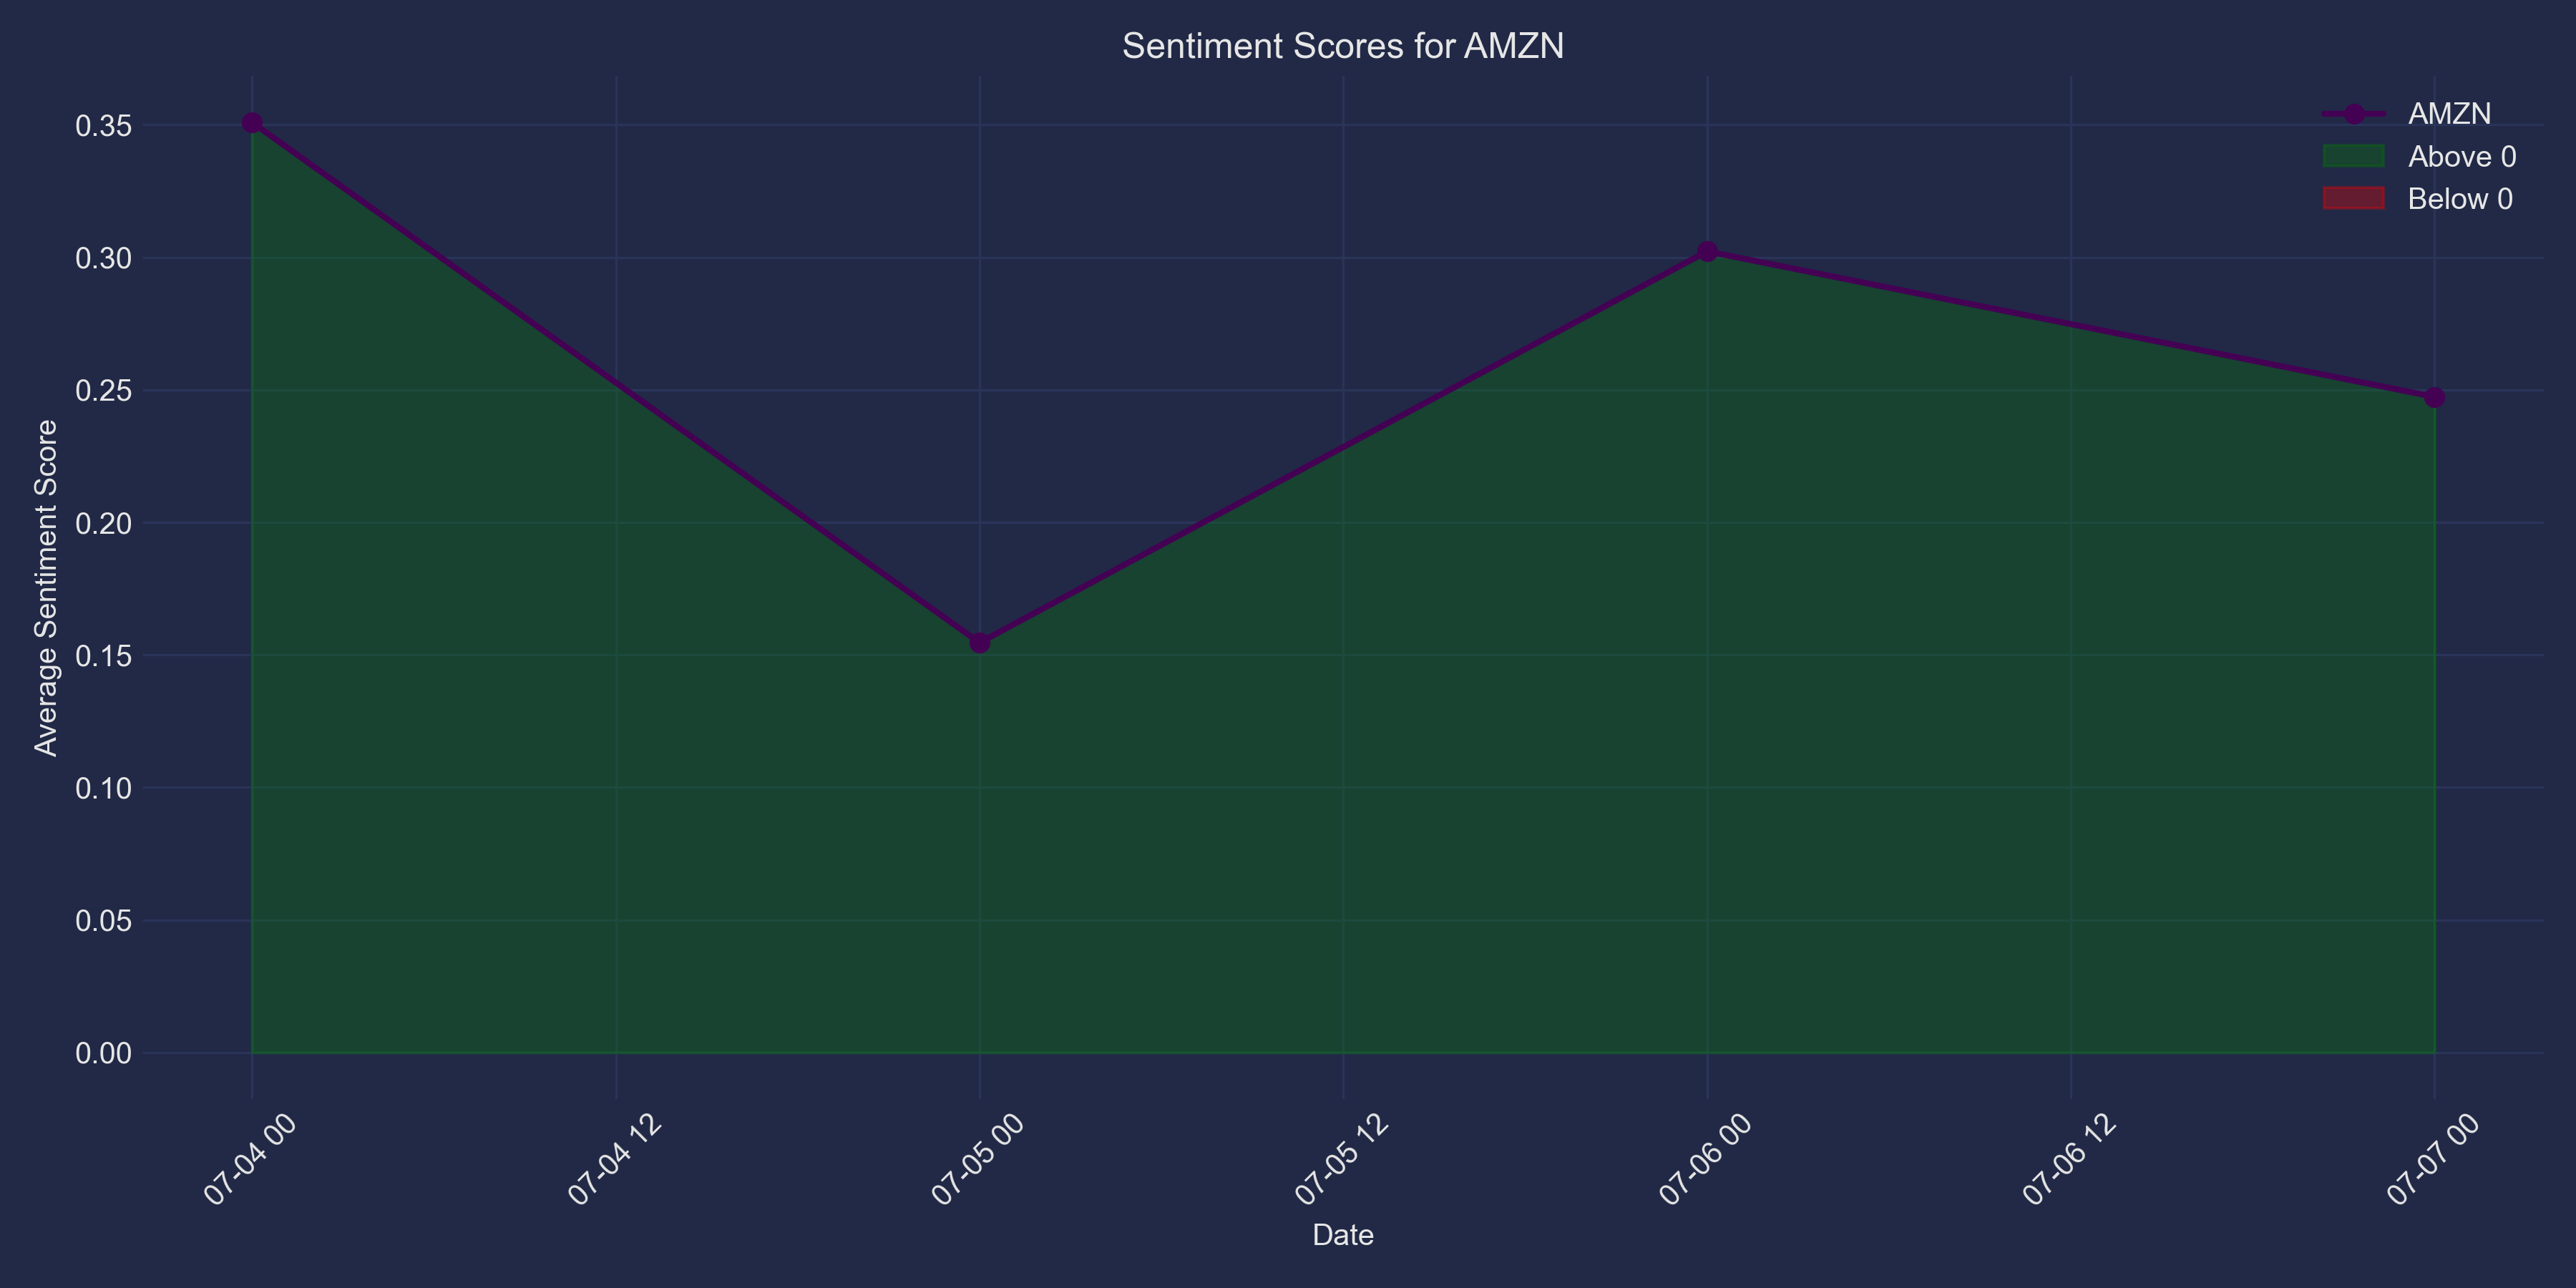 Sentiment Scores for AMZN
AMZN
Above 0
Below 0
Average Sentiment Score
0.35
0.30
0.25
0.20
0.15
0.10
0.05
0.00
07-04 00
07-04 12
07-05 00
07-05 12
07-06 00
07-06 12
07-07 00
Date